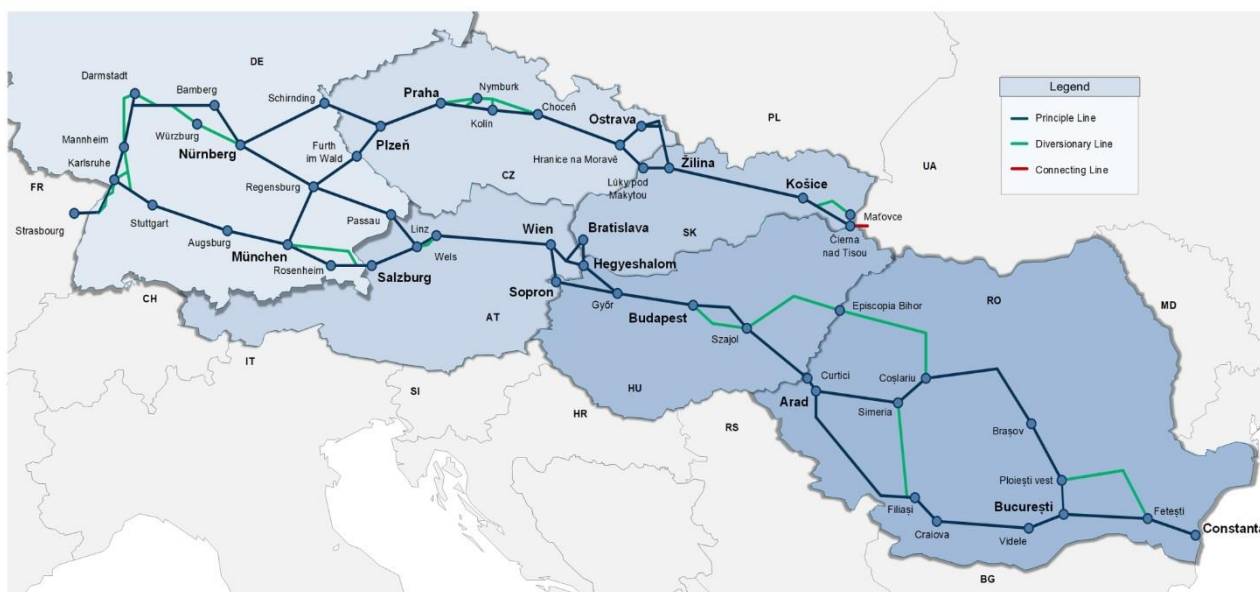 DE
PL
Darmstadt
Bamberg
Schirnding
Praha
Nymburk
Kolin
Choceň
Legend
Principle Line
Diversionary Line
Connecting Line
Mannheim
Würzburg
Nürnberg
Furth
im Wald
Plzeň
Ostrava
Hranice na Moravě
Žilina
Karlsruhe
CZ
Lúky pod
Makytou
Košice
UA
FR
Regensburg
Strasbourg
Stuttgart
Passau
Linz
Wels
Wien
Bratislava
SK
Maťovce
Čierna
nad Tisou
Augsburg
München
Rosenheim
Salzburg
Hegyeshalom
Sopron
Győr
CH
AT
Budapest
Szajol
Episcopia Bihor
RO
MD
IT
SI
HU
HR
RS
Curtici
Arad
Coşlariu
Simeria
Braşov
Ploieşti vest
Filiaşi
Bucureşti
Feteşti
Craiova
Videle
Constanta
BG